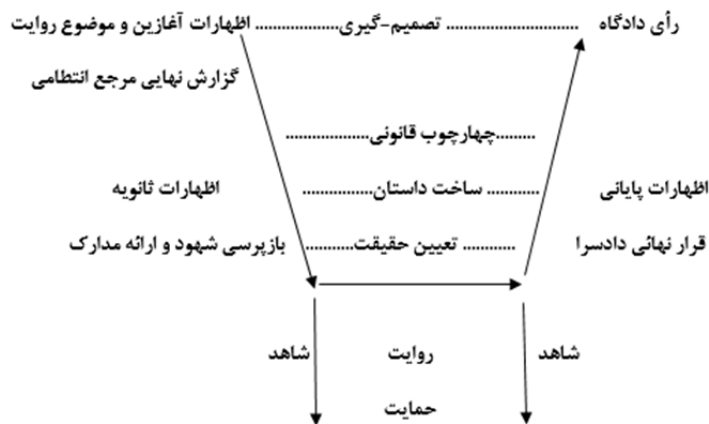 رأی دادگاه ............................ تصمیم-گیری .................. اظهارات آغازین و موضوع روایت
گزارش نهایی مرجع انتظامی
.........چهارچوب قانونی..................
اظهارات پایانی ............ ساخت داستان ............... اظهارات ثانویه
قرار نهائی دادسرا ............ تعیین حقیقت ........... بازپرسی شهود و ارائه مدارک
شاهد روایت شاهد
حمایت